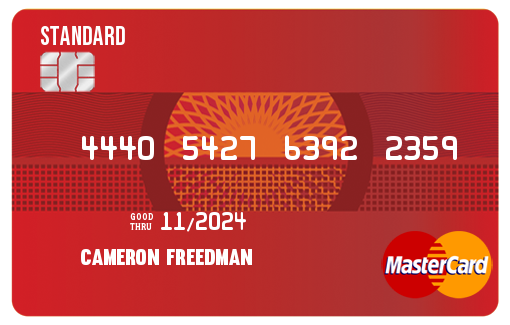 STANDARD
4440 5427 6392 2359
GOOD THRU 11/2024
CAMERON FREEDMAN
MasterCard